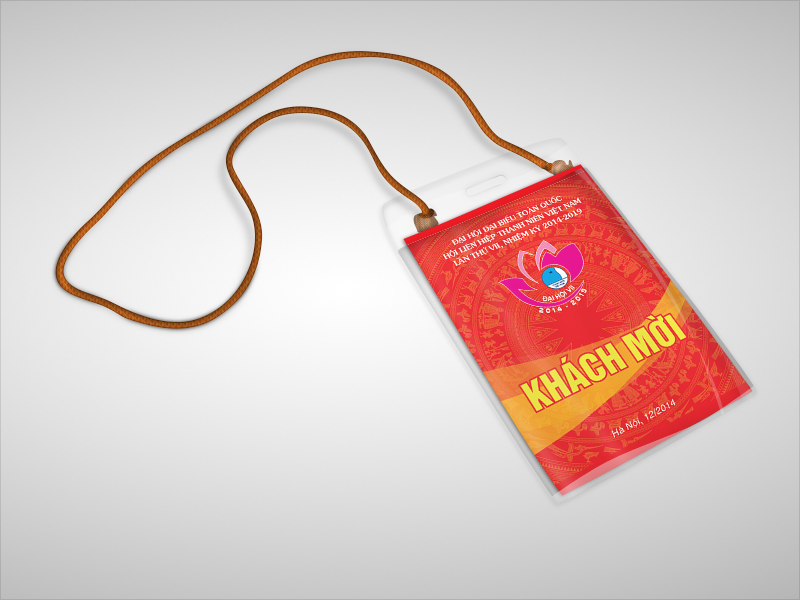 ĐẠI HỘI ĐẠI BIỂU TOÀN QUỐC
HỘI LIÊN HIỆP THANH NIÊN VIỆT NAM
LẦN THỨ VII, NHIỆM KỲ 2014-2019
ĐẠI HỘI VII
2014 - 2015
KHÁCH MỜI
Hà Nội, 12/2014